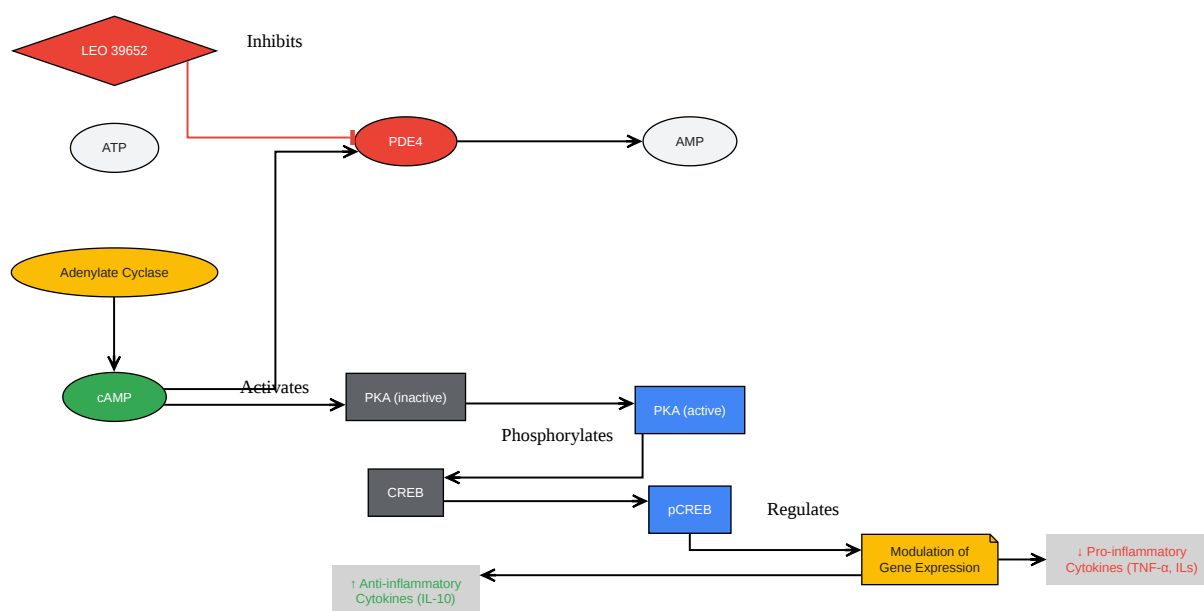 LEO 39652
Inhibits
ATP
PDE4
AMP
Adenylate Cyclase
cAMP
Activates
PKA (inactive)
PKA (active)
Phosphorylates
CREB
pCREB
Regulates
Modulation of
Gene Expression
↓ Pro-inflammatory
Cytokines (TNF-α, ILs)
↑ Anti-inflammatory
Cytokines (IL-10)